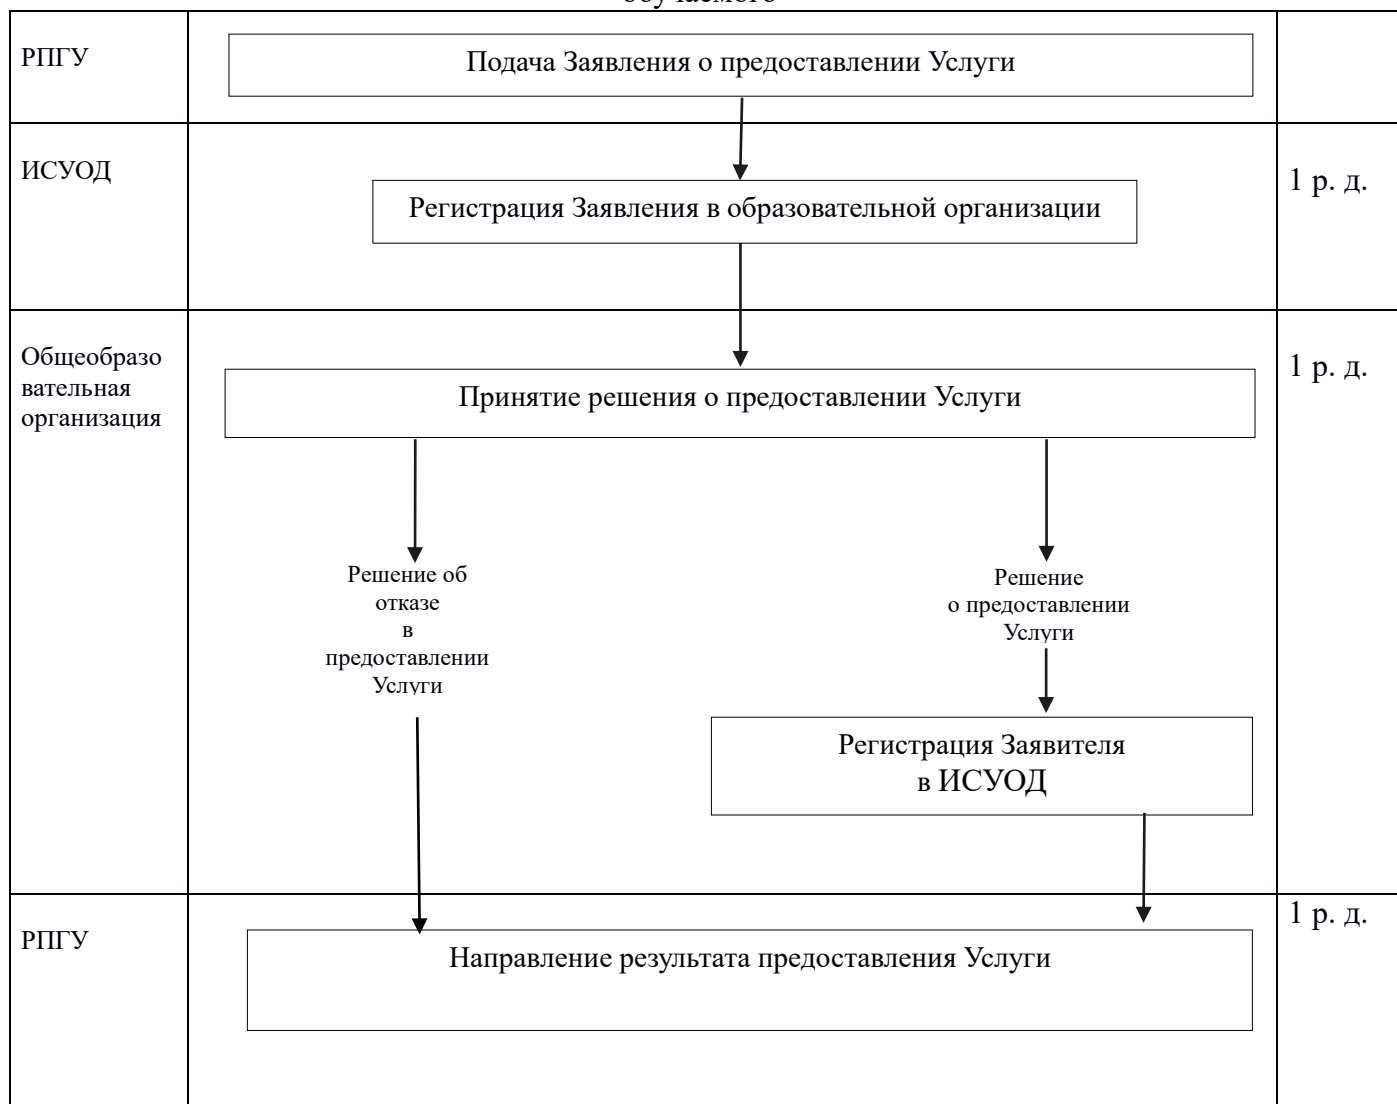 обучаемого
РПГУ
Подача Заявления о предоставлении Услуги
ИСУОД
1 р. д.
Регистрация Заявления в образовательной организации
Общеобразо
вательная
организация
1 р. д.
Принятие решения о предоставлении Услуги
Решение об
отказе
в
предоставлении
Услуги
Решение
о предоставлении
Услуги
Регистрация Заявителя
в ИСУОД
РПГУ
1 р. д.
Направление результата предоставления Услуги